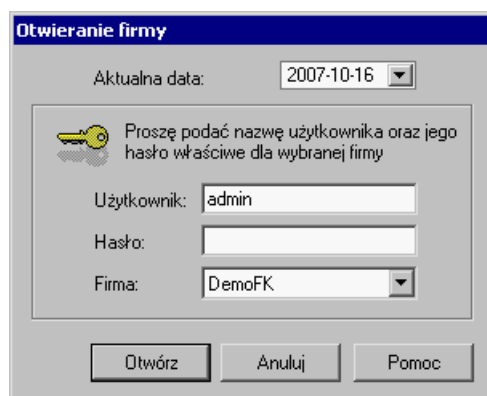 Otwieranie firmy
Aktualna data: 2007-10-16
Proszę podać nazwę użytkownika oraz jego
hasło właściwe dla wybranej firmy
Użytkownik: admin
Hasło:
Firma: DemoFK
Otwórz Anuluj Pomoc